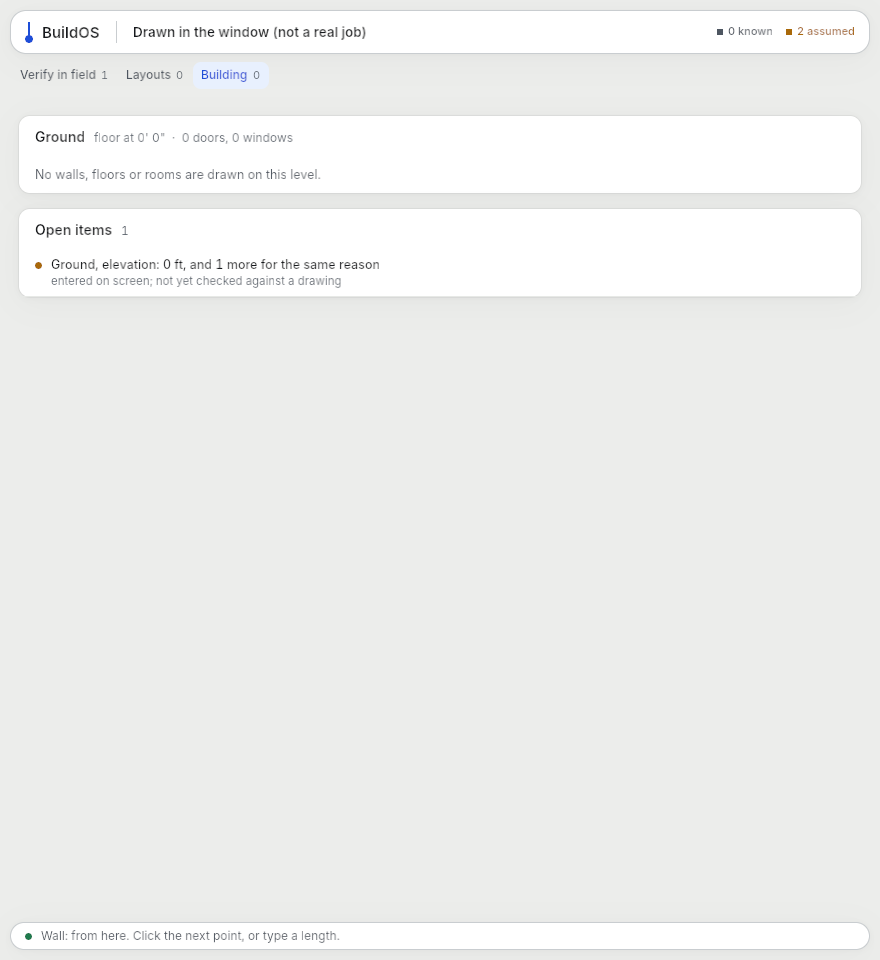 BuildOS
Drawn in the window (not a real job)
0 known
2 assumed
Verify in field 1
Layouts 0
Building 0
Ground floor at 0' 0" · 0 doors, 0 windows
No walls, floors or rooms are drawn on this level.
Open items 1
Ground, elevation: 0 ft, and 1 more for the same reason
entered on screen; not yet checked against a drawing
Wall: from here. Click the next point, or type a length.